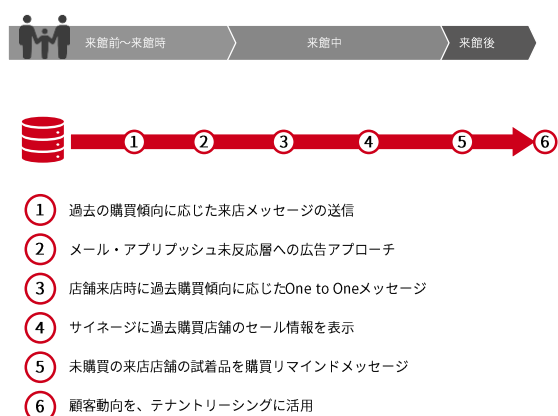 来館前～来館時
来館中
来館後
1 2 3 4 5 6
1 過去の購買傾向に応じた来店メッセージの送信
2 メール・アプリプッシュ未反応層への広告アプローチ
3 店舗来店時に過去購買傾向に応じたOne to Oneメッセージ
4 サイネージに過去購買店舗のセール情報を表示
5 未購買の来店店舗の試着品を購買リマインドメッセージ
6 顧客動向を、テナントリーシングに活用